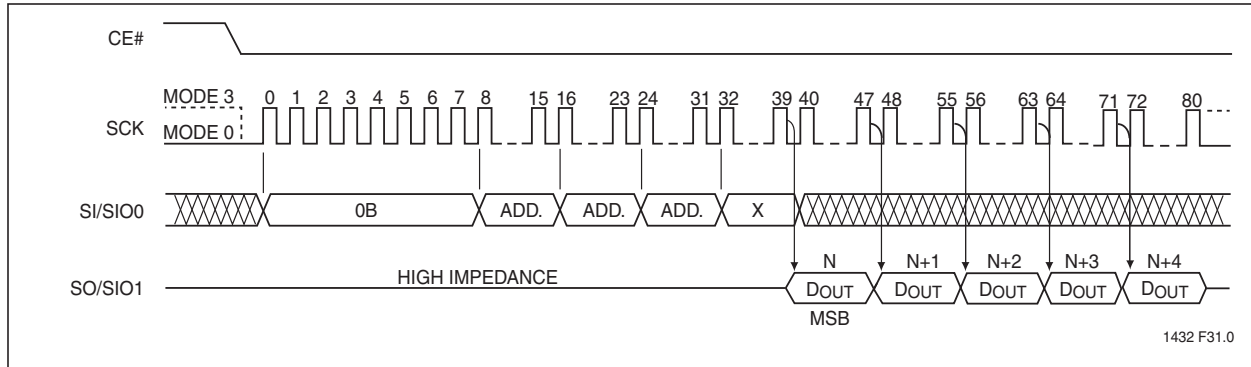 CE#
MODE 3
0 1 2 3 4 5 6 7 8 15 16 23 24 31 32 39 40 47 48 55 56 63 64 71 72 80
SCK
MODE 0
SI/SIO0
0B ADD. ADD. ADD. X
N N+1 N+2 N+3 N+4
SO/SIO1
HIGH IMPEDANCE
DOUT DOUT DOUT DOUT DOUT
MSB
1432 F31.0